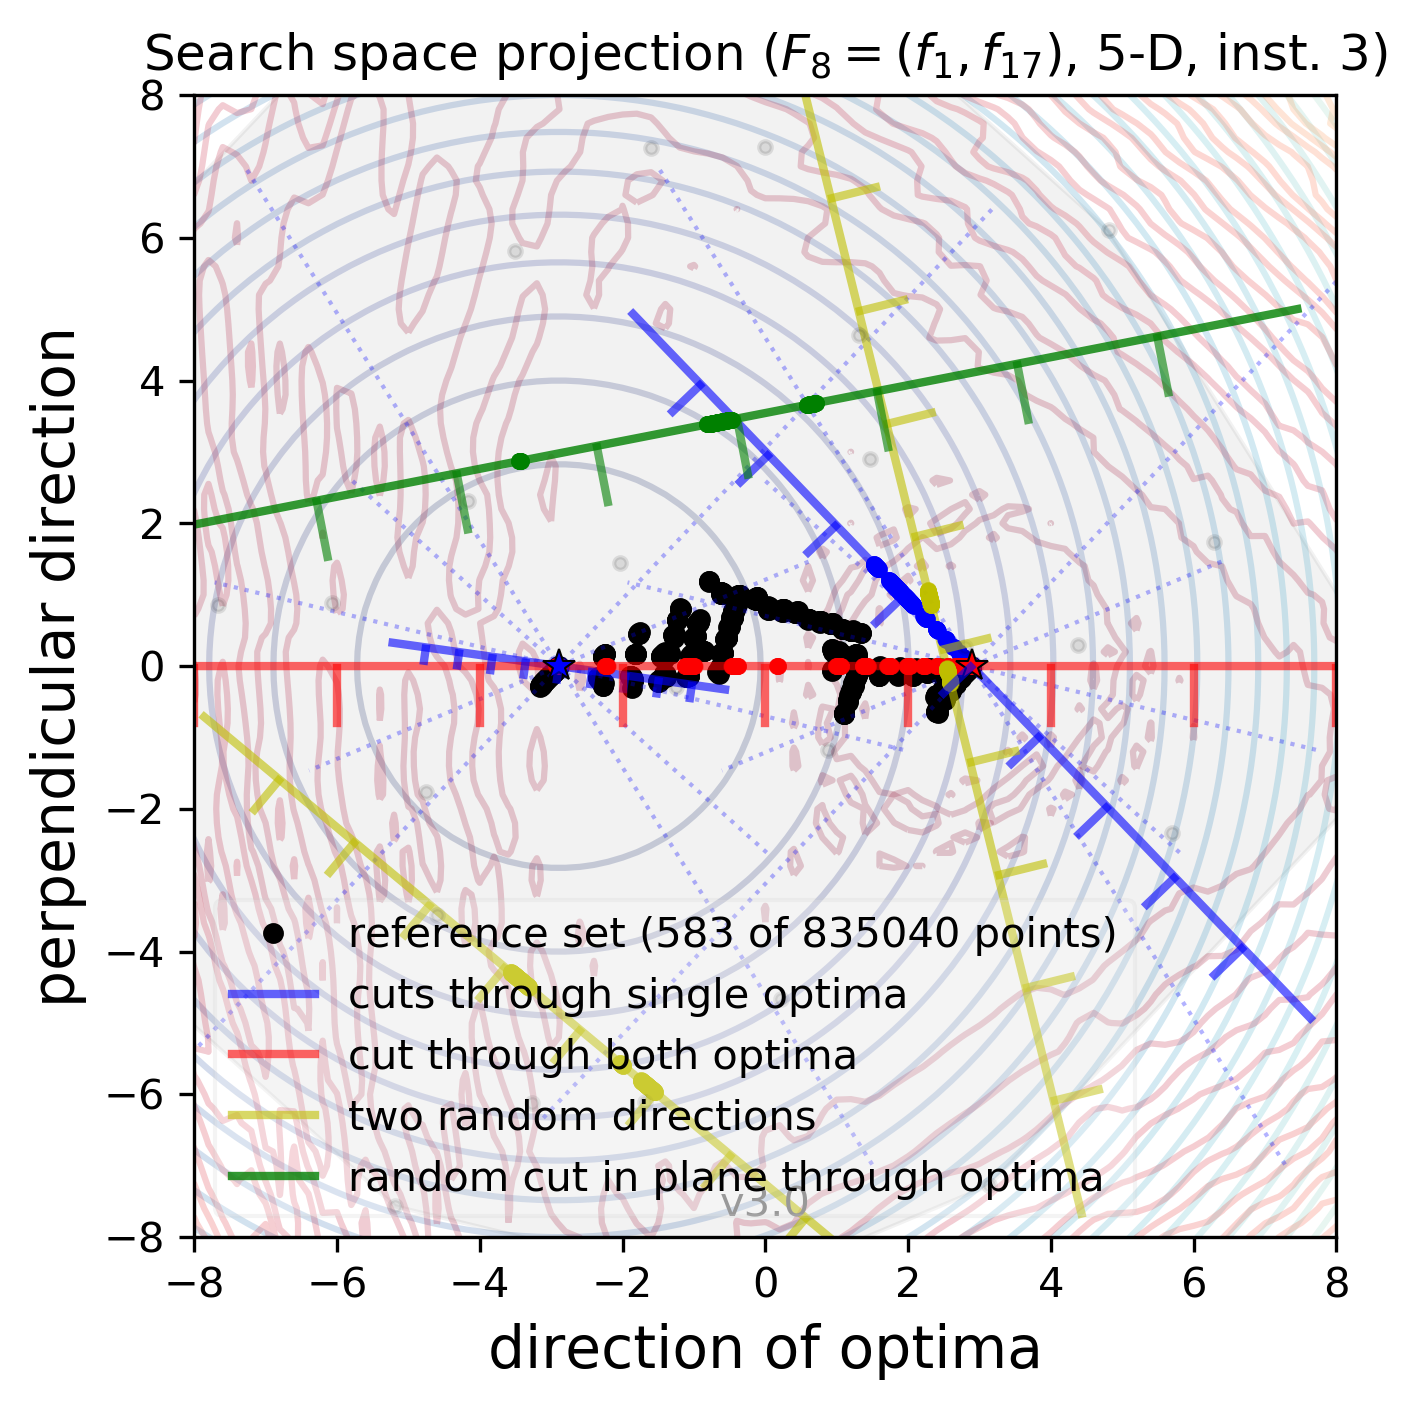 Search space projection (F₈ = (f₁, f₁₇), 5-D, inst. 3)
perpendicular direction
8
6
4
2
0
−2
−4
−6
−8
reference set (583 of 835040 points)
cuts through single optima
cut through both optima
two random directions
random cut in plane through optima
v3.0
−8 −6 −4 −2 0 2 4 6 8
direction of optima